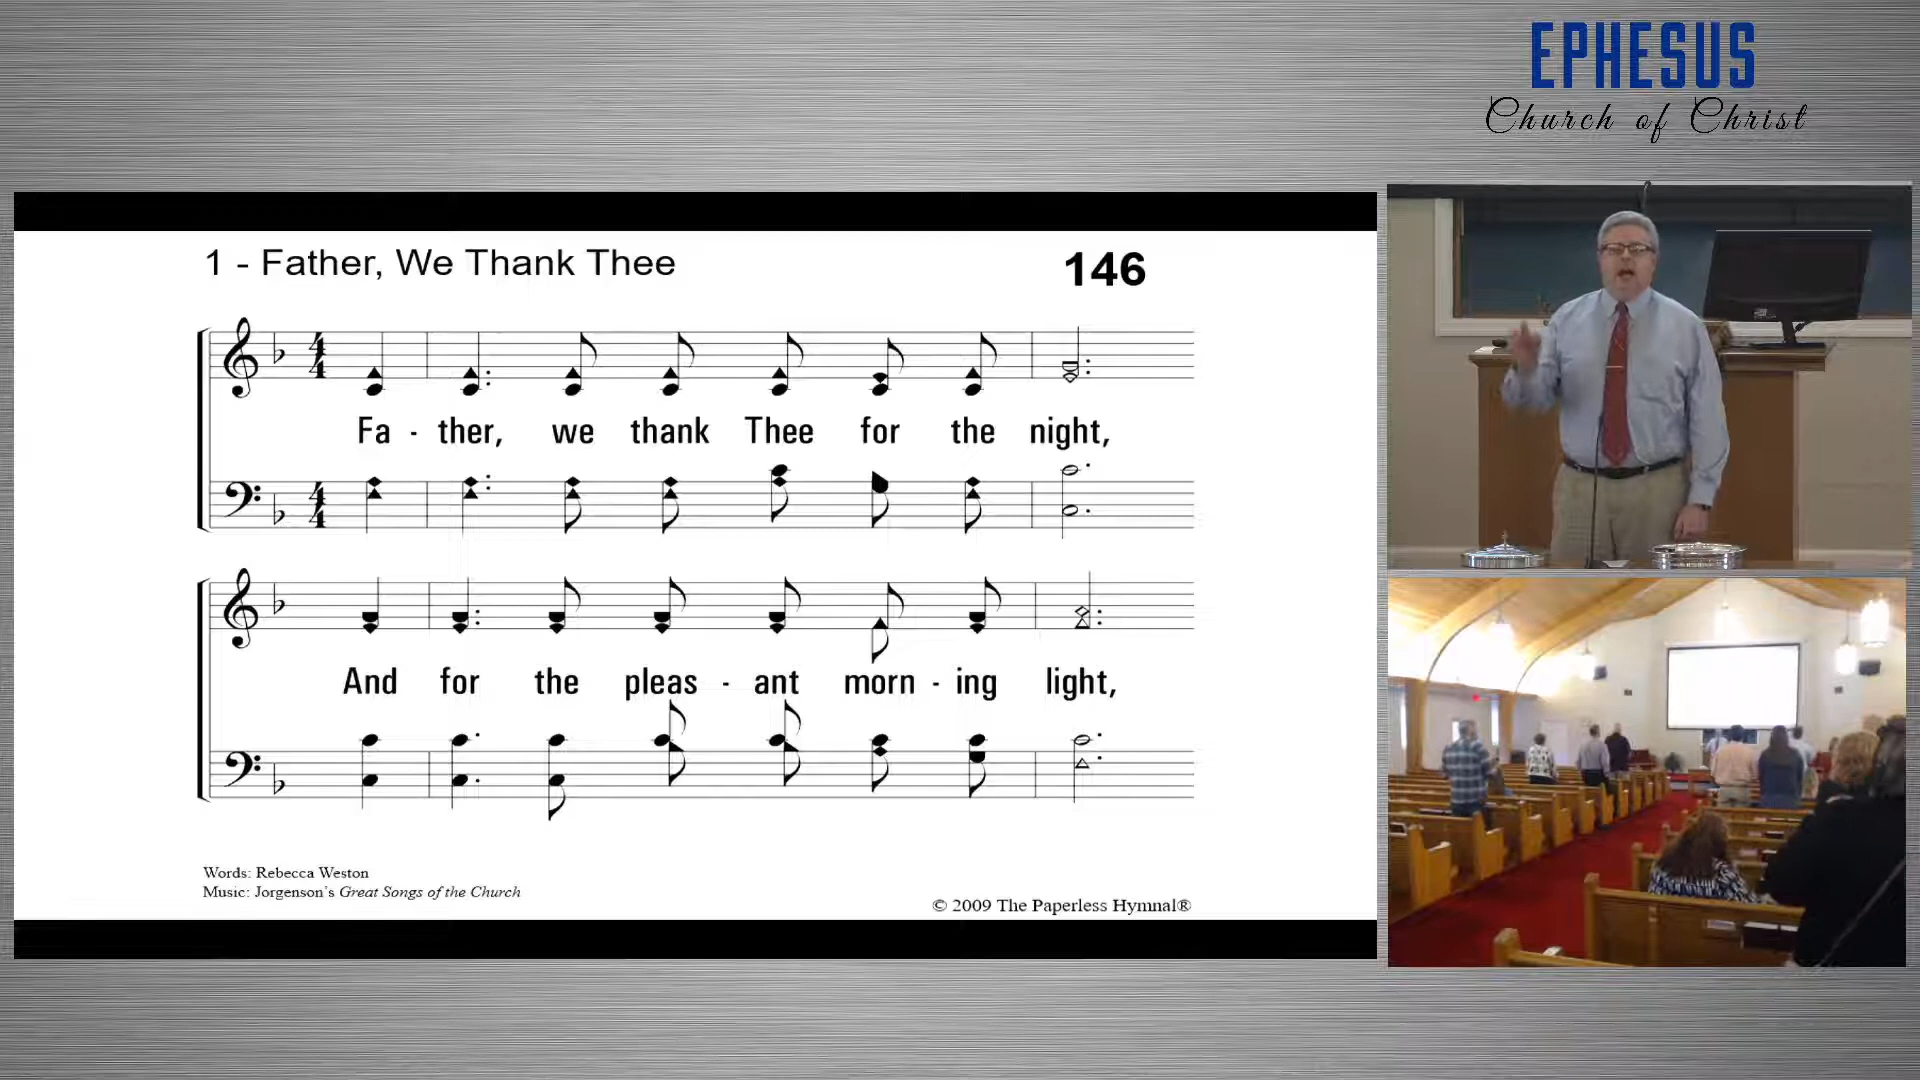 EPHESUS
Church of Christ
1 - Father, We Thank Thee
146
Fa - ther, we thank Thee for the night,
And for the pleas - ant morn - ing light,
Words: Rebecca Weston
Music: Jorgenson's Great Songs of the Church
© 2009 The Paperless Hymnal®